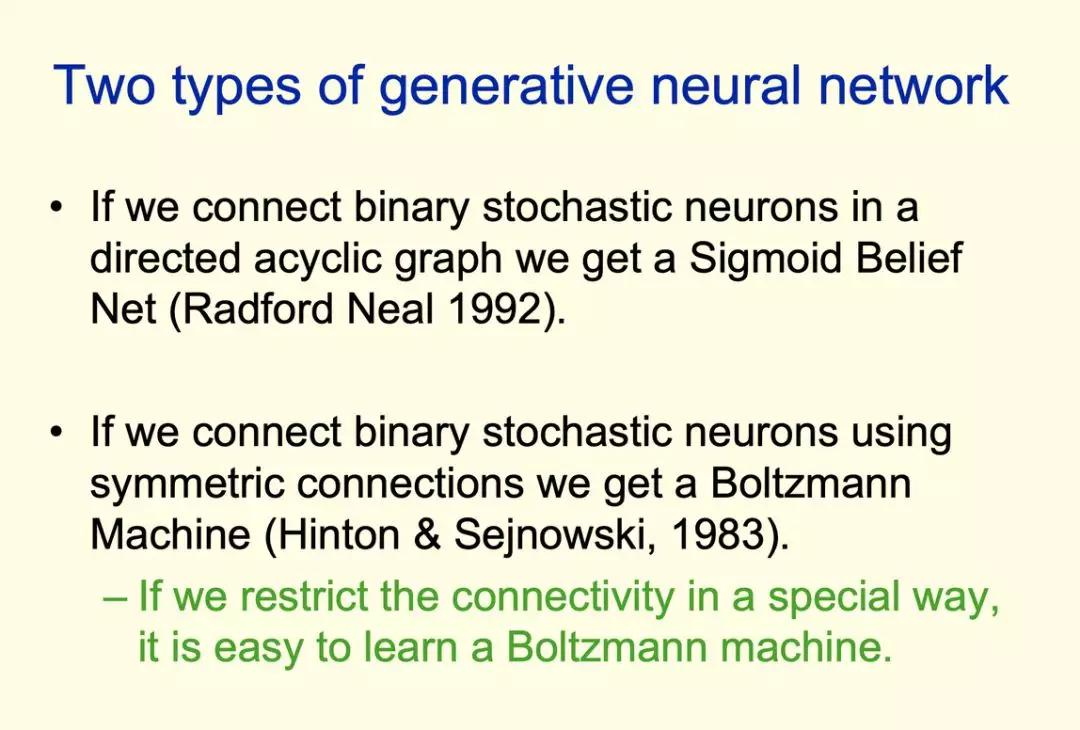 Two types of generative neural network
• If we connect binary stochastic neurons in a
directed acyclic graph we get a Sigmoid Belief
Net (Radford Neal 1992).
• If we connect binary stochastic neurons using
symmetric connections we get a Boltzmann
Machine (Hinton & Sejnowski, 1983).
– If we restrict the connectivity in a special way,
it is easy to learn a Boltzmann machine.